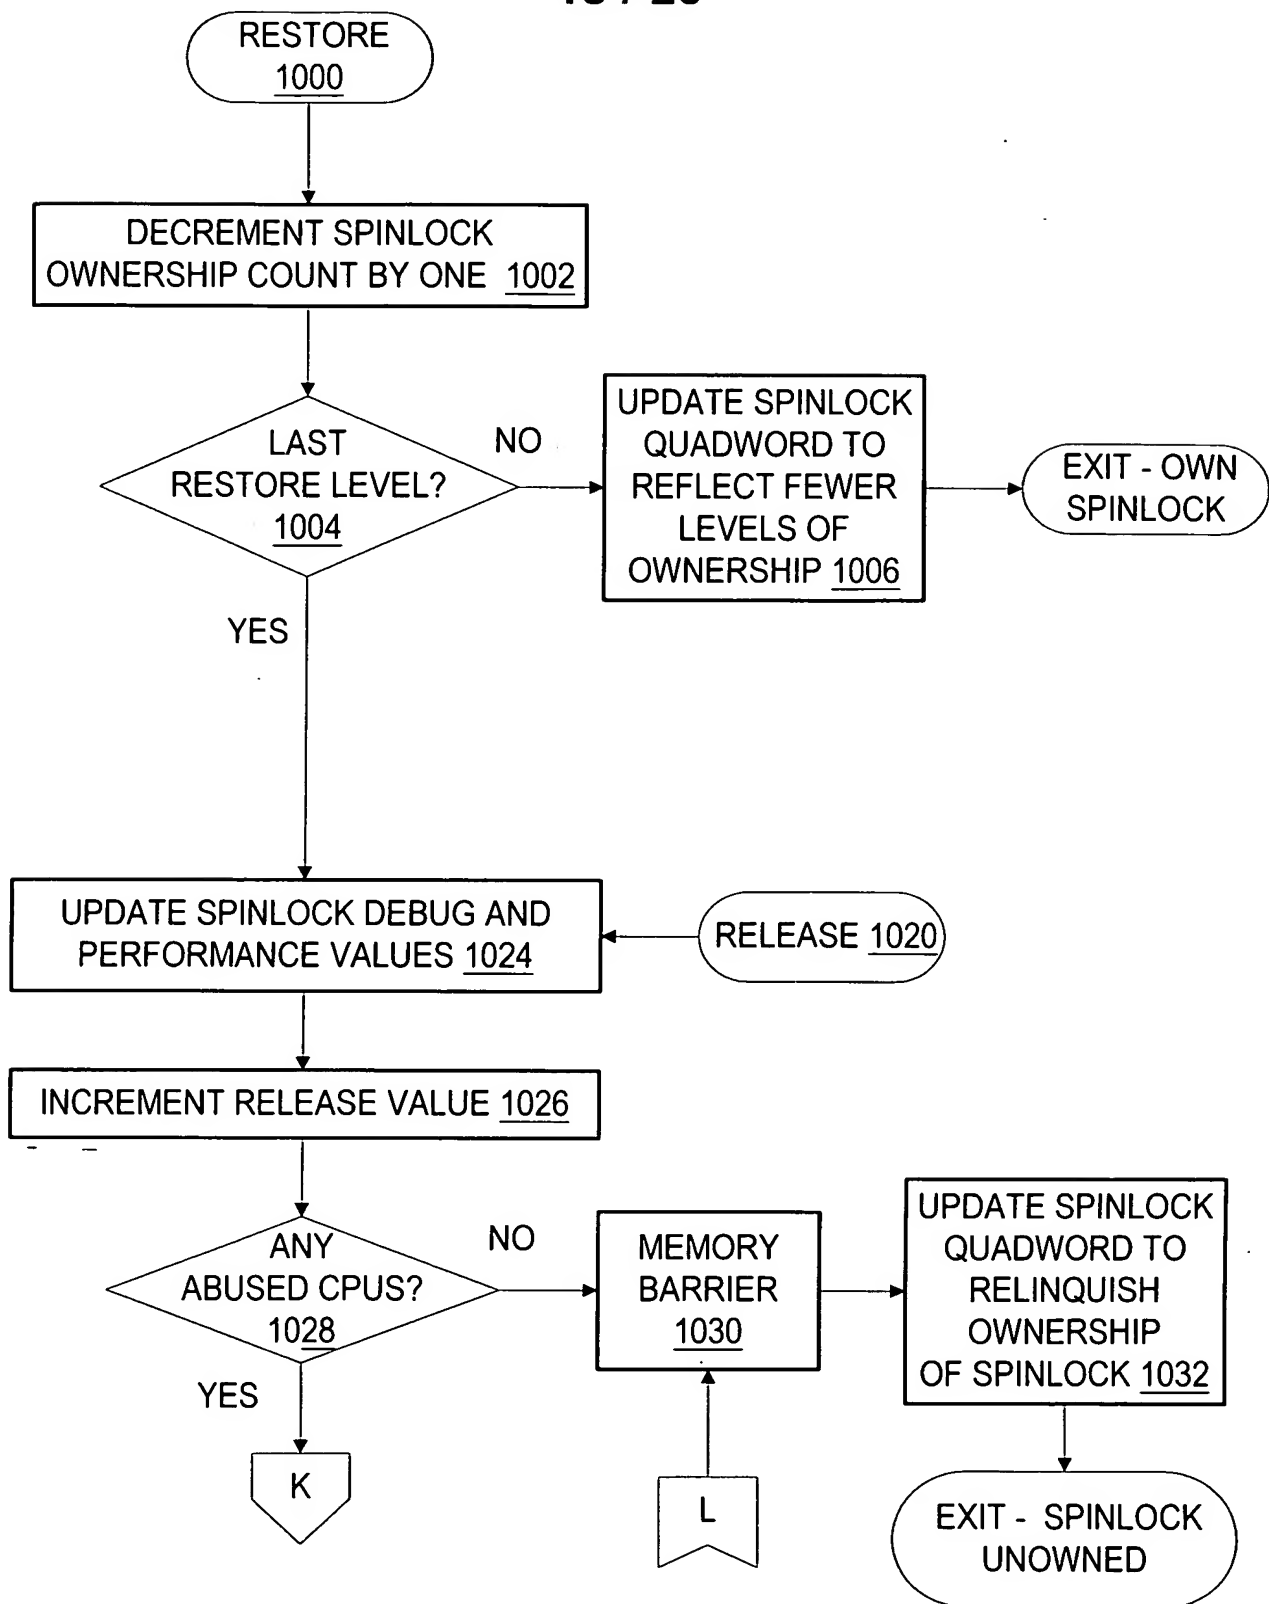 RESTORE
1000
DECREMENT SPINLOCK
OWNERSHIP COUNT BY ONE 1002
LAST
RESTORE LEVEL?
1004
NO
UPDATE SPINLOCK
QUADWORD TO
REFLECT FEWER
LEVELS OF
OWNERSHIP 1006
EXIT - OWN
SPINLOCK
YES
UPDATE SPINLOCK DEBUG AND
PERFORMANCE VALUES 1024
RELEASE 1020
INCREMENT RELEASE VALUE 1026
ANY
ABUSED CPUS?
1028
NO
MEMORY
BARRIER
1030
UPDATE SPINLOCK
QUADWORD TO
RELINQUISH
OWNERSHIP
OF SPINLOCK 1032
YES
K
L
EXIT - SPINLOCK
UNOWNED